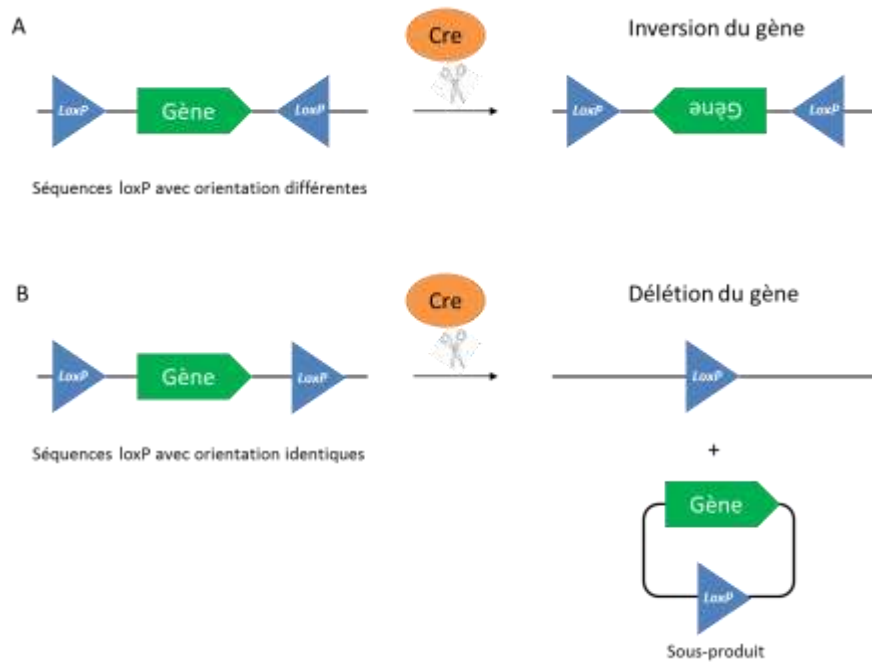 A
Cre
Inversion du gène
LoxP
Gène
LoxP
LoxP
Gène
LoxP
Séquences loxP avec orientation différentes
B
Cre
Délétion du gène
LoxP
Gène
LoxP
LoxP
Séquences loxP avec orientation identiques
+
Gène
LoxP
Sous-produit